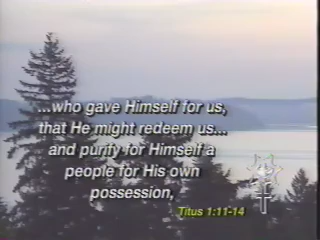 ...who gave Himself for us,
that He might redeem us...
and purify for Himself a
people for His own
possession,
Titus 1:11-14